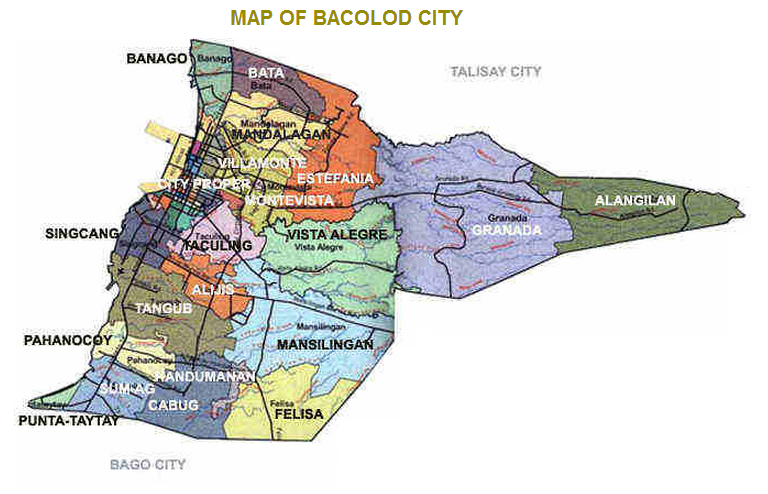 MAP OF BACOLOD CITY
BANAGO
Banago
BATA
Bata
TALISAY CITY
Mandalagan
MANDALAGAN
VILLAMONTE
ESTEFANIA
CITY PROPER
MONTEVISTA
ALANGILAN
Granada
GRANADA
SINGCANG
Taculing
TACULING
VISTA ALEGRE
Vista Alegre
ALIJIS
TANGUB
Mansilingan
MANSILINGAN
PAHANOCOY
Pahanocoy
HANDUMANAN
SUM-AG
CABUG
Felisa
FELISA
PUNTA-TAYTAY
BAGO CITY